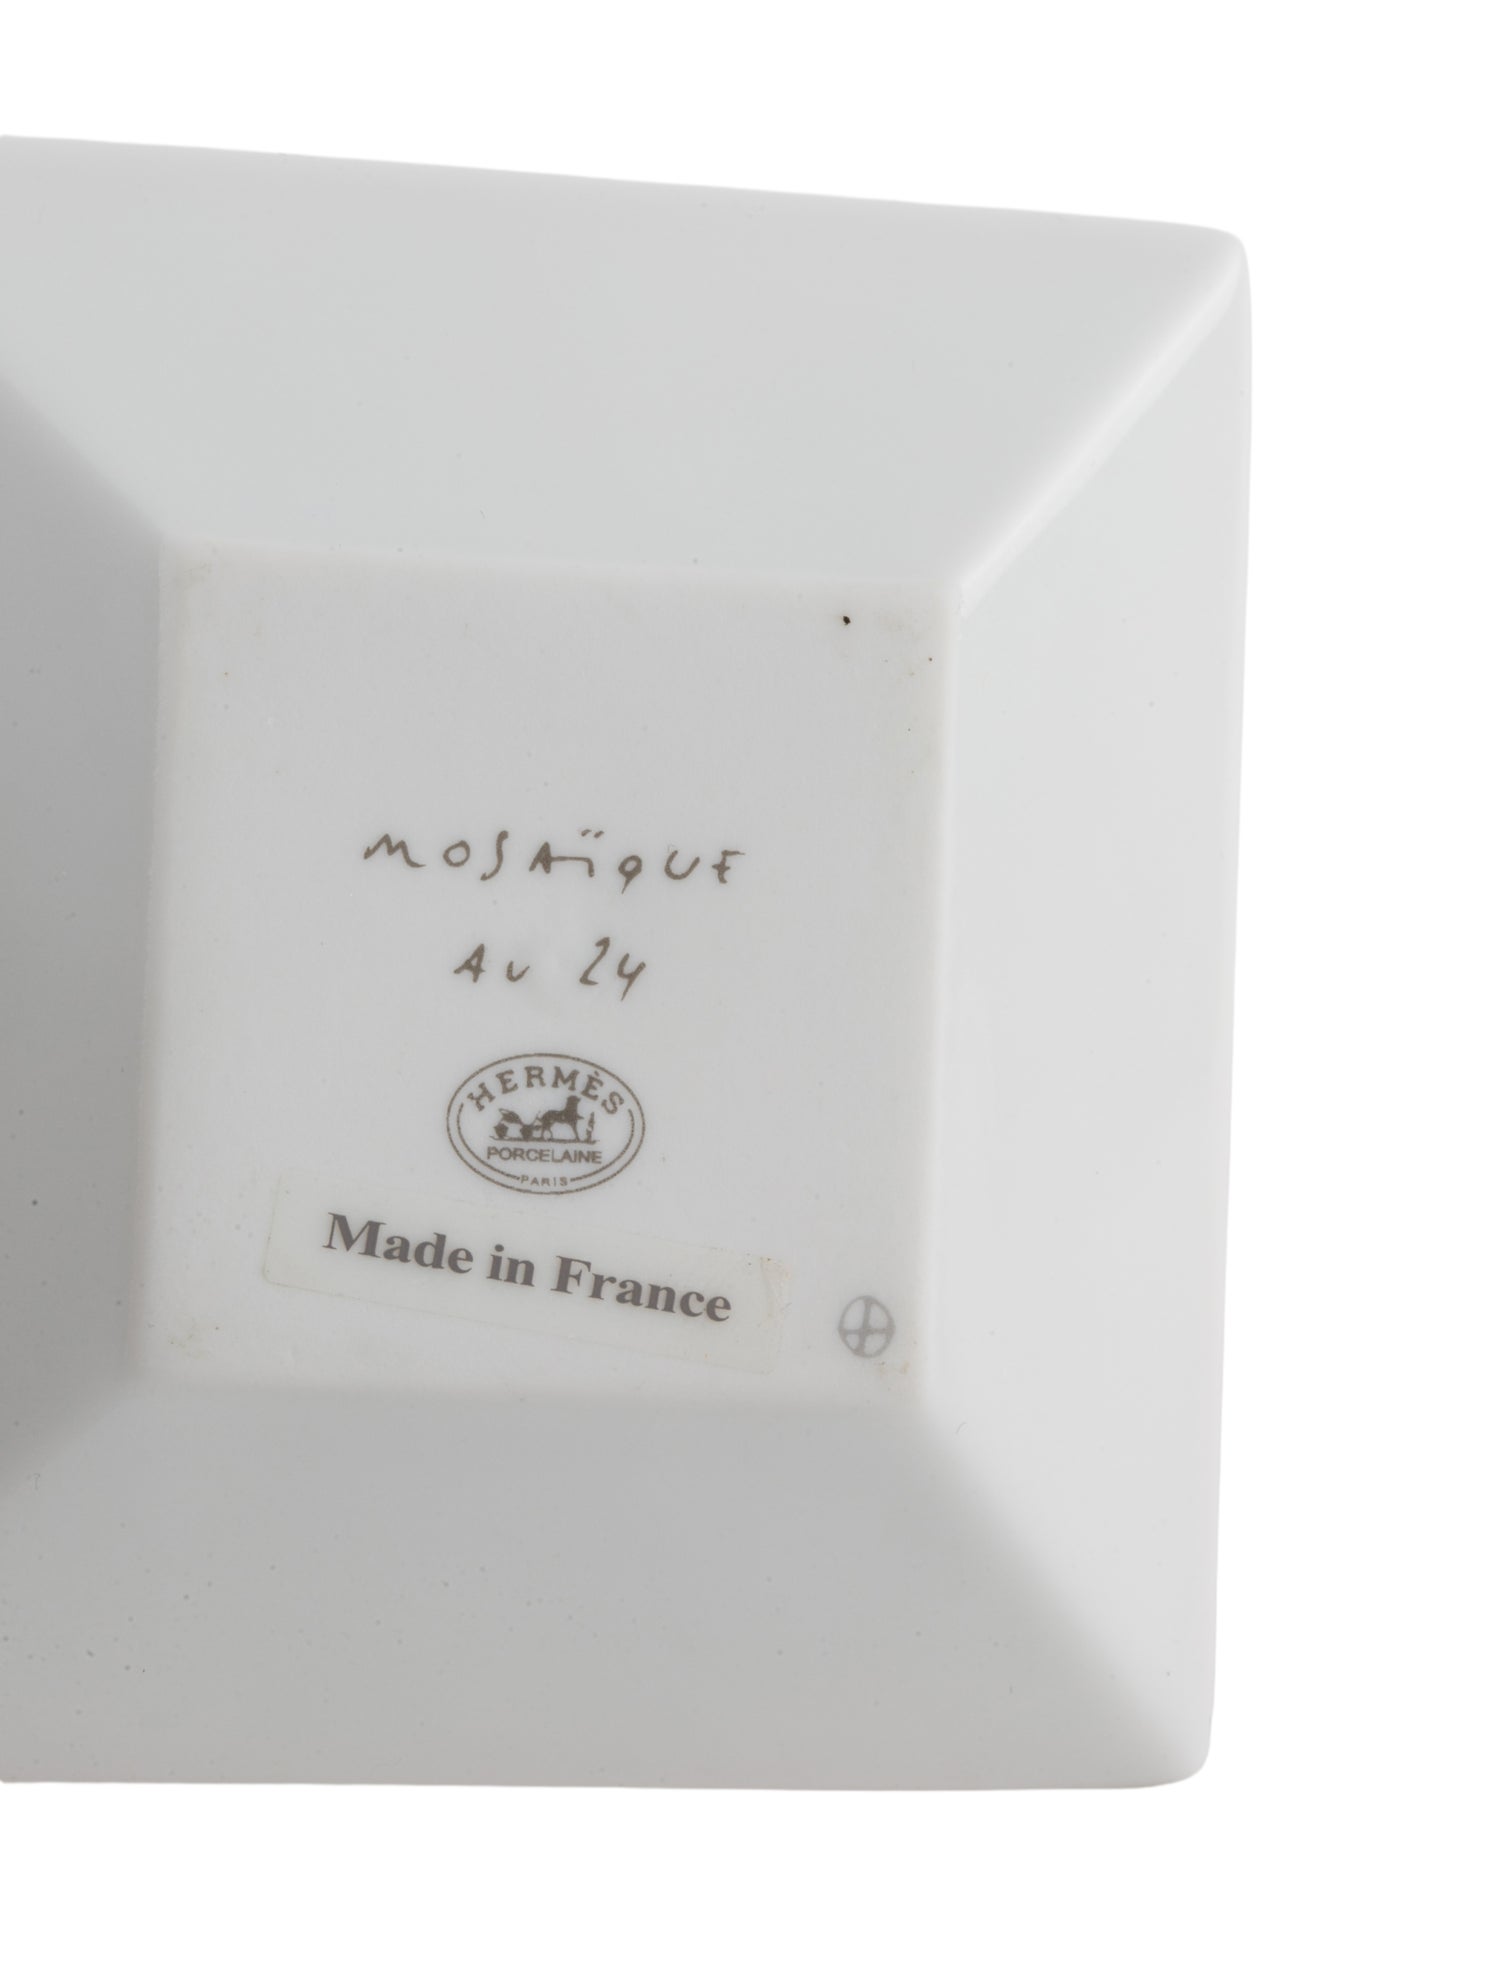 MOSAÏQUE
AU 24
HERMÈS
PORCELAINE
PARIS
Made in France